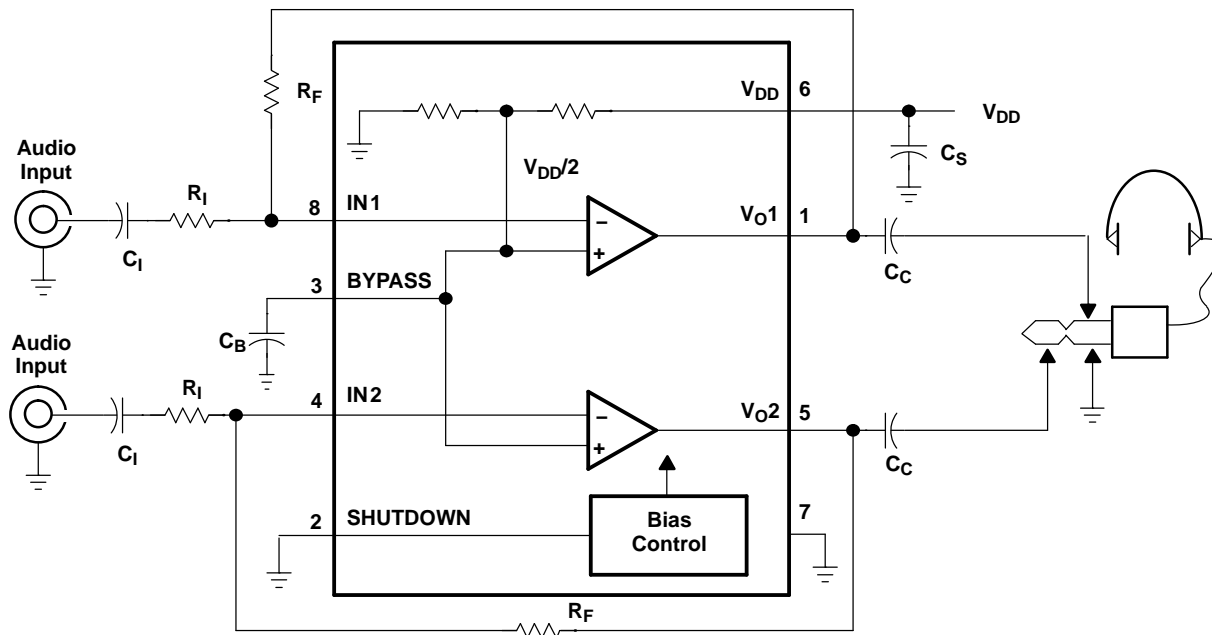 R_F
V_DD 6
V_DD
Audio
Input
C_S
V_DD/2
R_I
8 IN1
V_O1 1
C_I
C_C
3 BYPASS
C_B
Audio
Input
R_I
4 IN2
V_O2 5
C_I
C_C
2 SHUTDOWN
Bias
Control
7
R_F
−
+
−
+